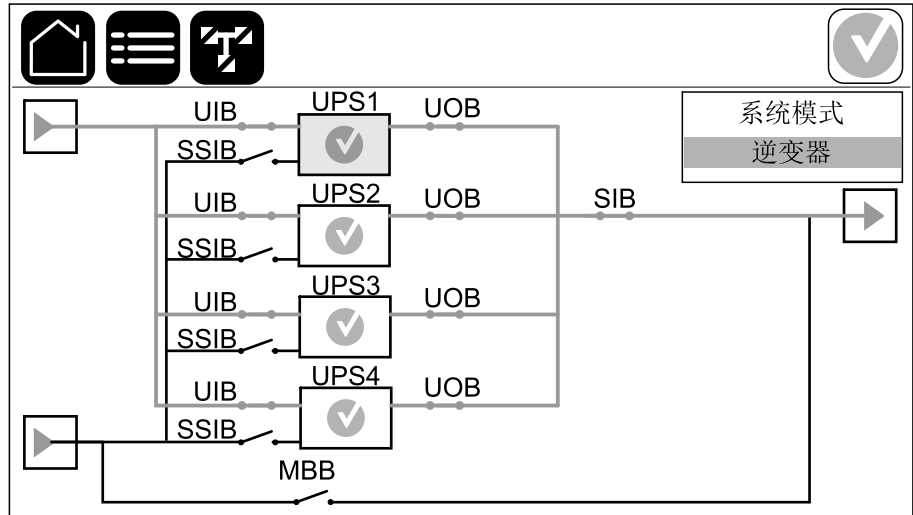 系统模式
逆变器
UIB
UPS1
UOB
SSIB
UIB
UPS2
UOB
SIB
SSIB
UIB
UPS3
UOB
SSIB
UIB
UPS4
UOB
SSIB
MBB